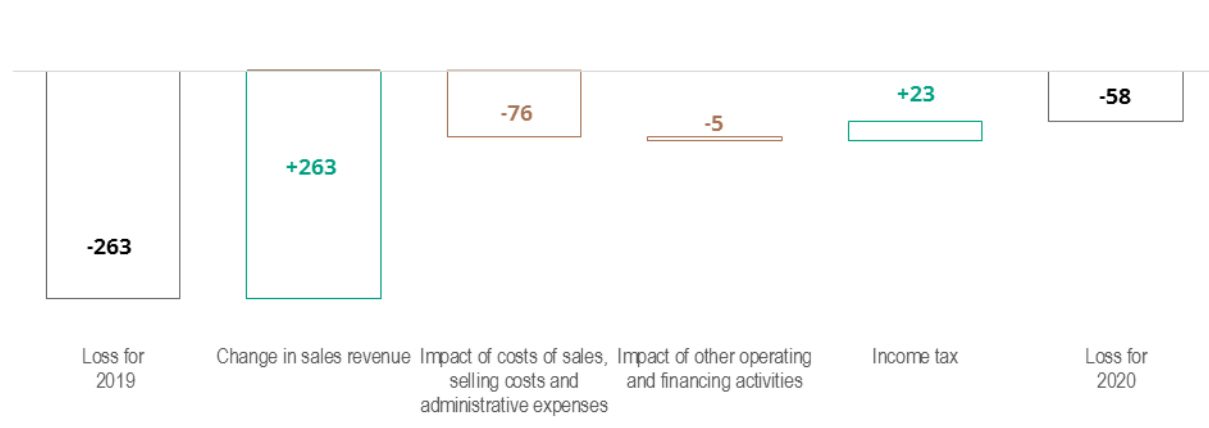 +23
-58
-76
-5
+263
-263
Loss for
2019
Change in sales revenue
Impact of costs of sales,
selling costs and
administrative expenses
Impact of other operating
and financing activities
Income tax
Loss for
2020